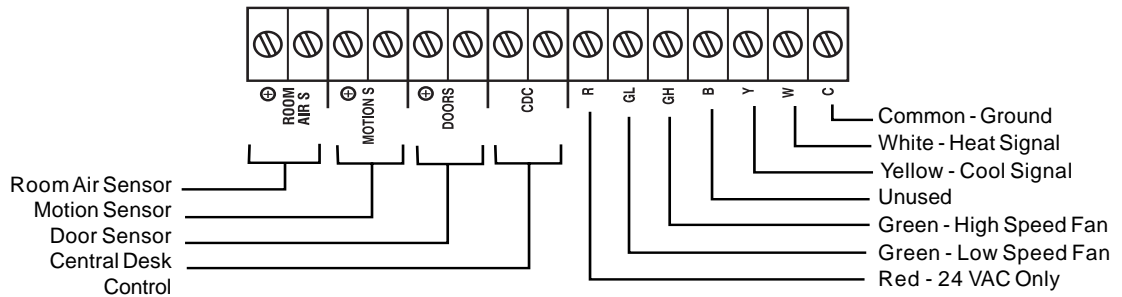 ⊕ ROOM
AIR S
⊕ MOTION S
⊕ DOORS
CDC
R
GL
GH
B
Y
W
C
Room Air Sensor
Motion Sensor
Door Sensor
Central Desk
Control
Common - Ground
White - Heat Signal
Yellow - Cool Signal
Unused
Green - High Speed Fan
Green - Low Speed Fan
Red - 24 VAC Only